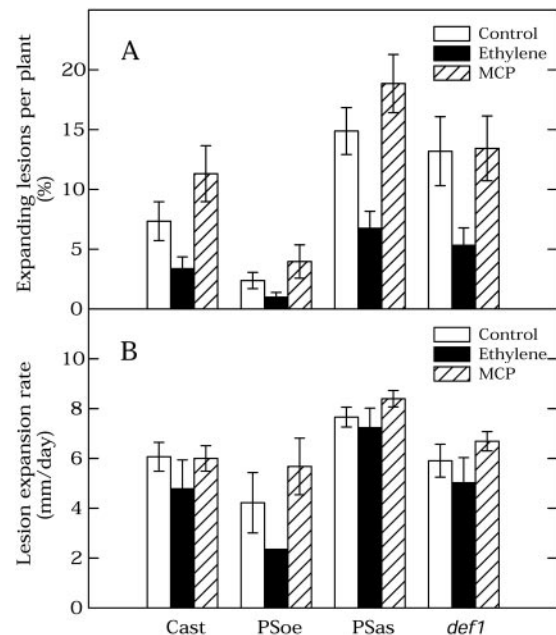 A
Control
Ethylene
MCP
Expanding lesions per plant
(%)
20
15
10
5
0
B
Control
Ethylene
MCP
Lesion expansion rate
(mm/day)
10
8
6
4
2
0
Cast PSoe PSas def1